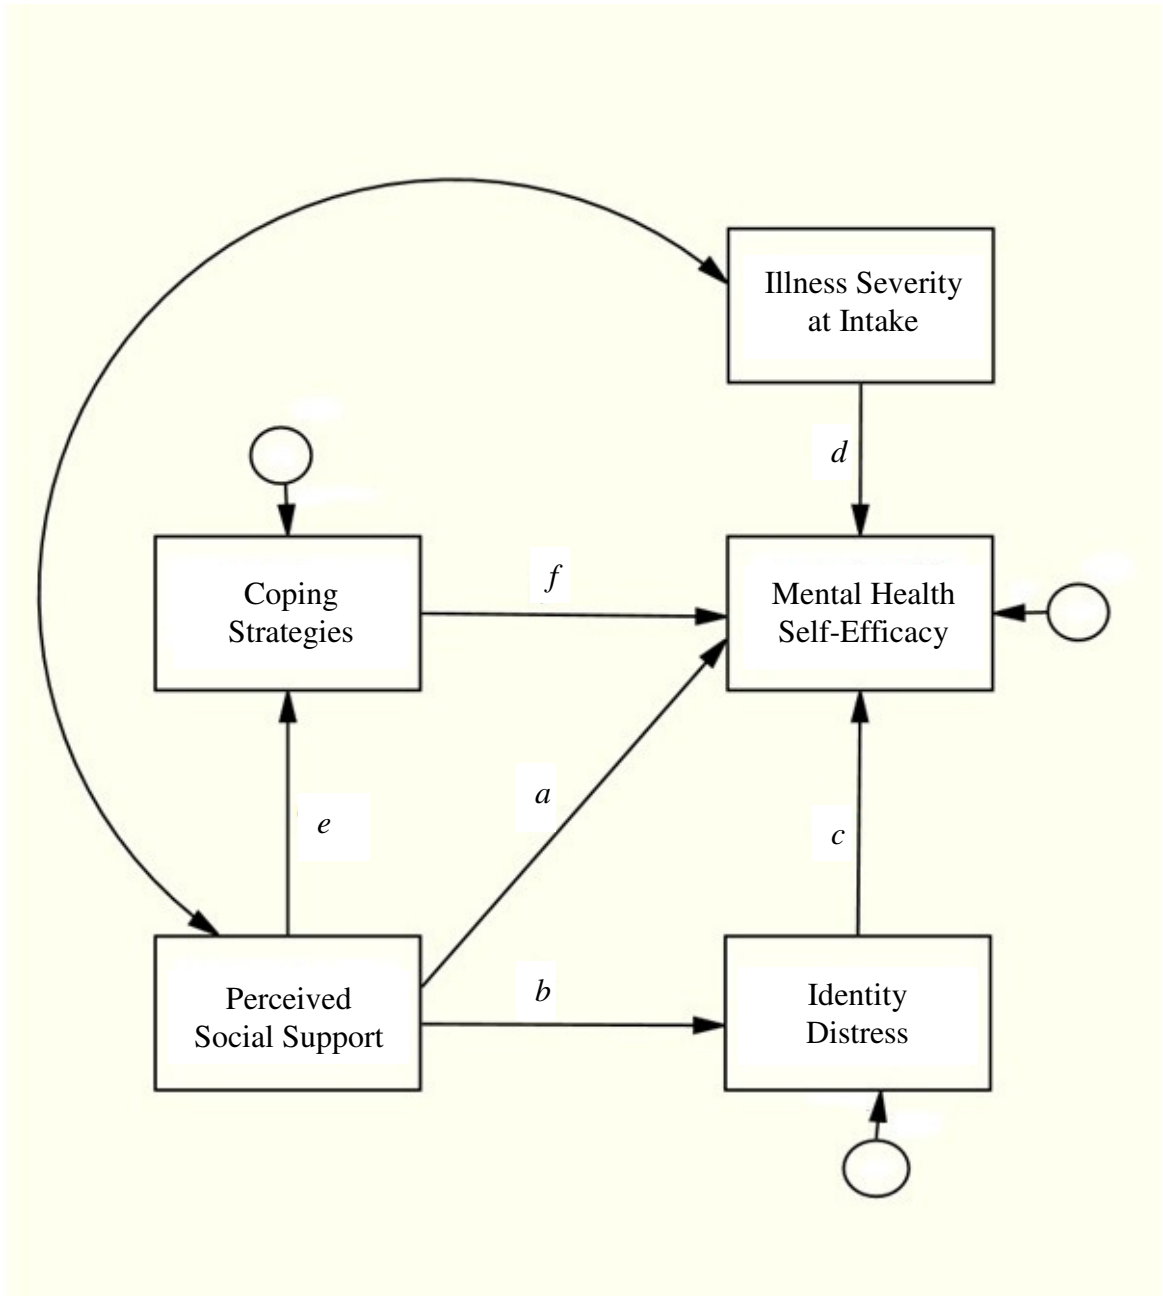 Illness Severity
at Intake
d
Coping
Strategies
f
Mental Health
Self-Efficacy
e
a
c
Perceived
Social Support
b
Identity
Distress